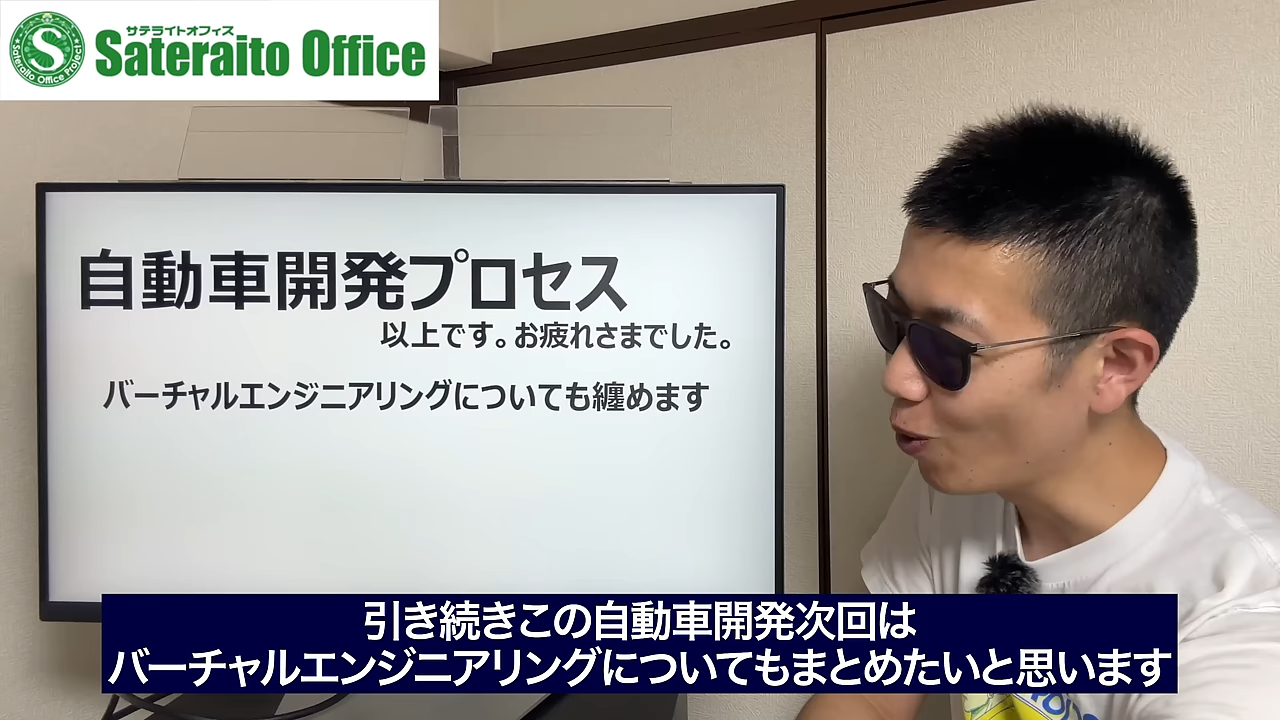 サテライトオフィス
Sateraito Office
S
Sateraito Office Project
自動車開発プロセス
以上です。お疲れさまでした。
バーチャルエンジニアリングについても纏めます
引き続きこの自動車開発次回は
バーチャルエンジニアリングについてもまとめたいと思います